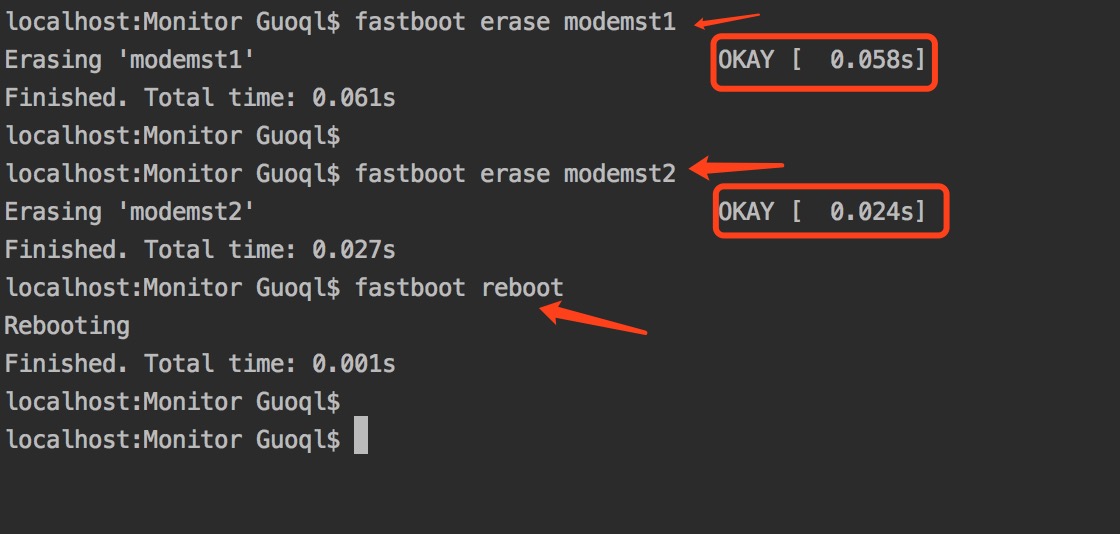 localhost:Monitor Guoql$ fastboot erase modemst1
Erasing 'modemst1' OKAY [  0.058s]
Finished. Total time: 0.061s
localhost:Monitor Guoql$
localhost:Monitor Guoql$ fastboot erase modemst2
Erasing 'modemst2' OKAY [  0.024s]
Finished. Total time: 0.027s
localhost:Monitor Guoql$ fastboot reboot
Rebooting
Finished. Total time: 0.001s
localhost:Monitor Guoql$
localhost:Monitor Guoql$